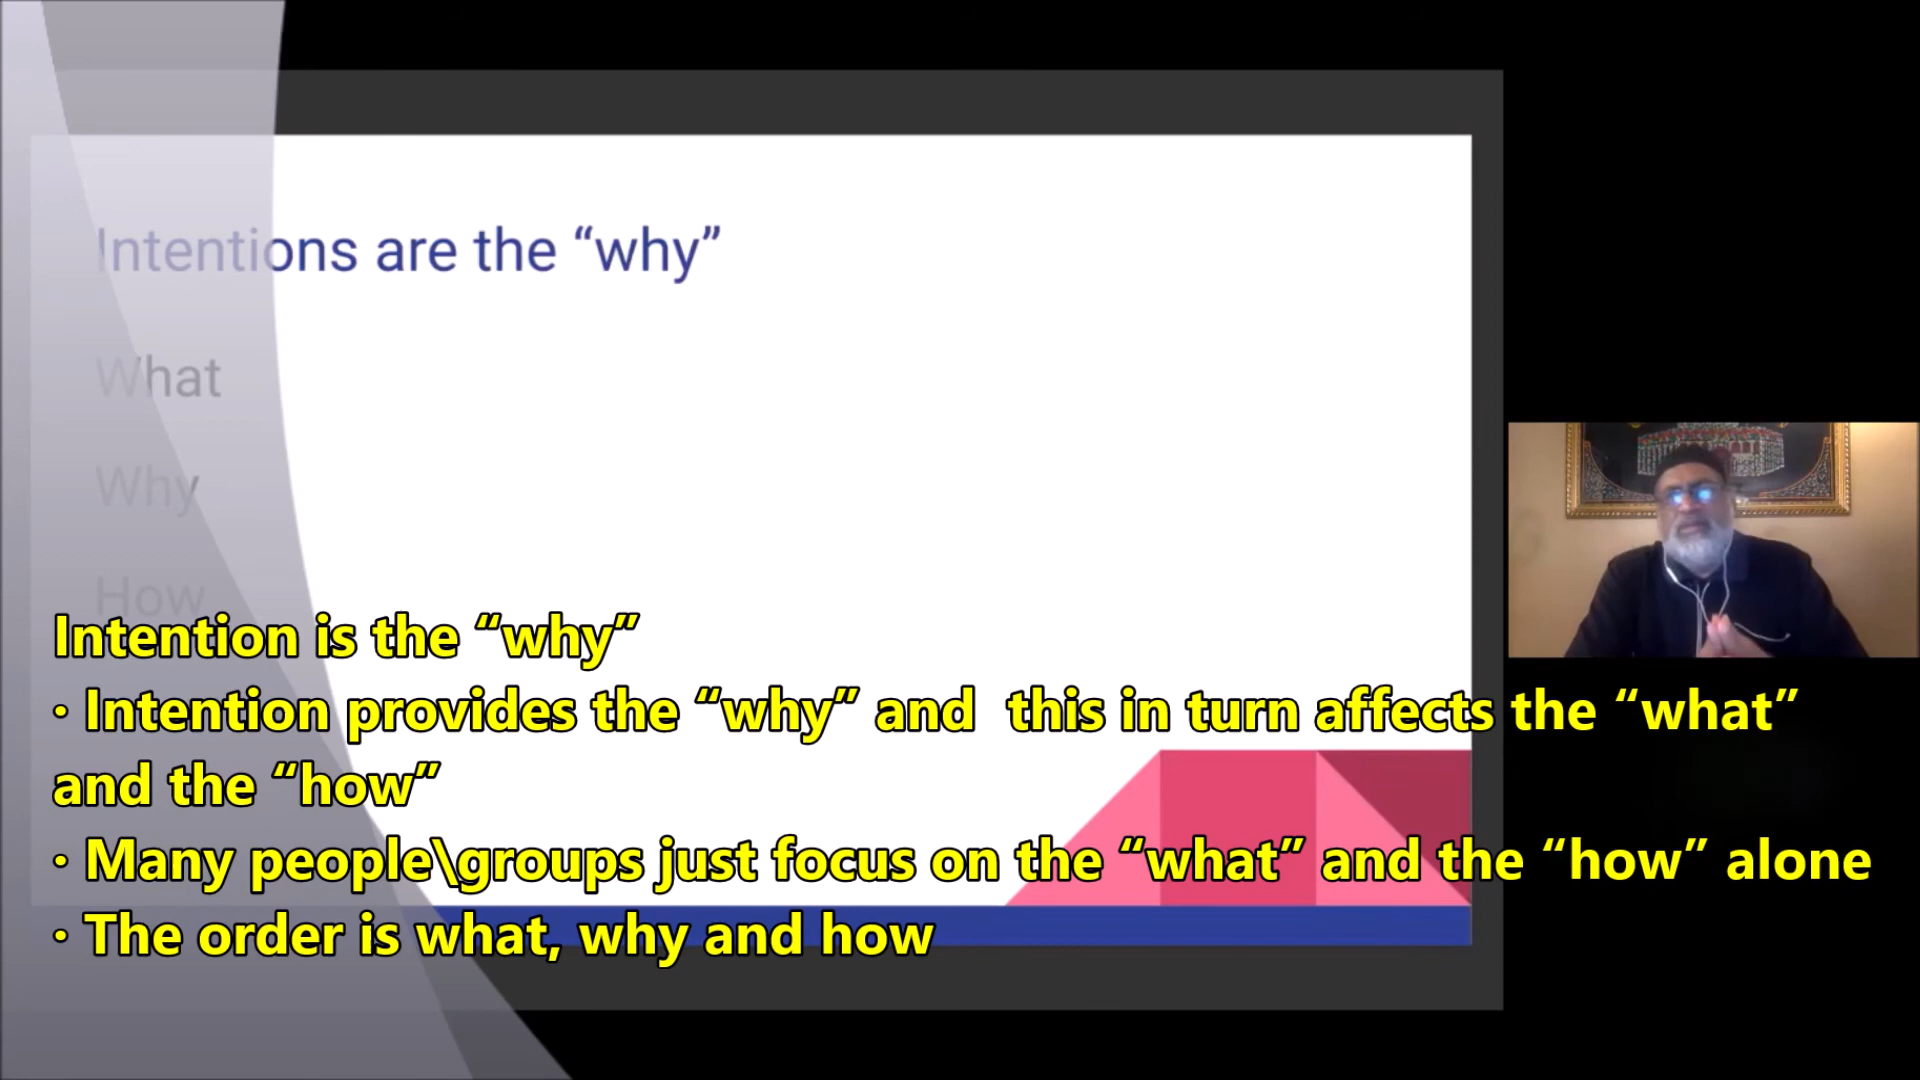 Intentions are the “why”
What
Why
How
Intention is the “why”
· Intention provides the “why” and  this in turn affects the “what”
and the “how”
· Many people\groups just focus on the “what” and the “how” alone
· The order is what, why and how